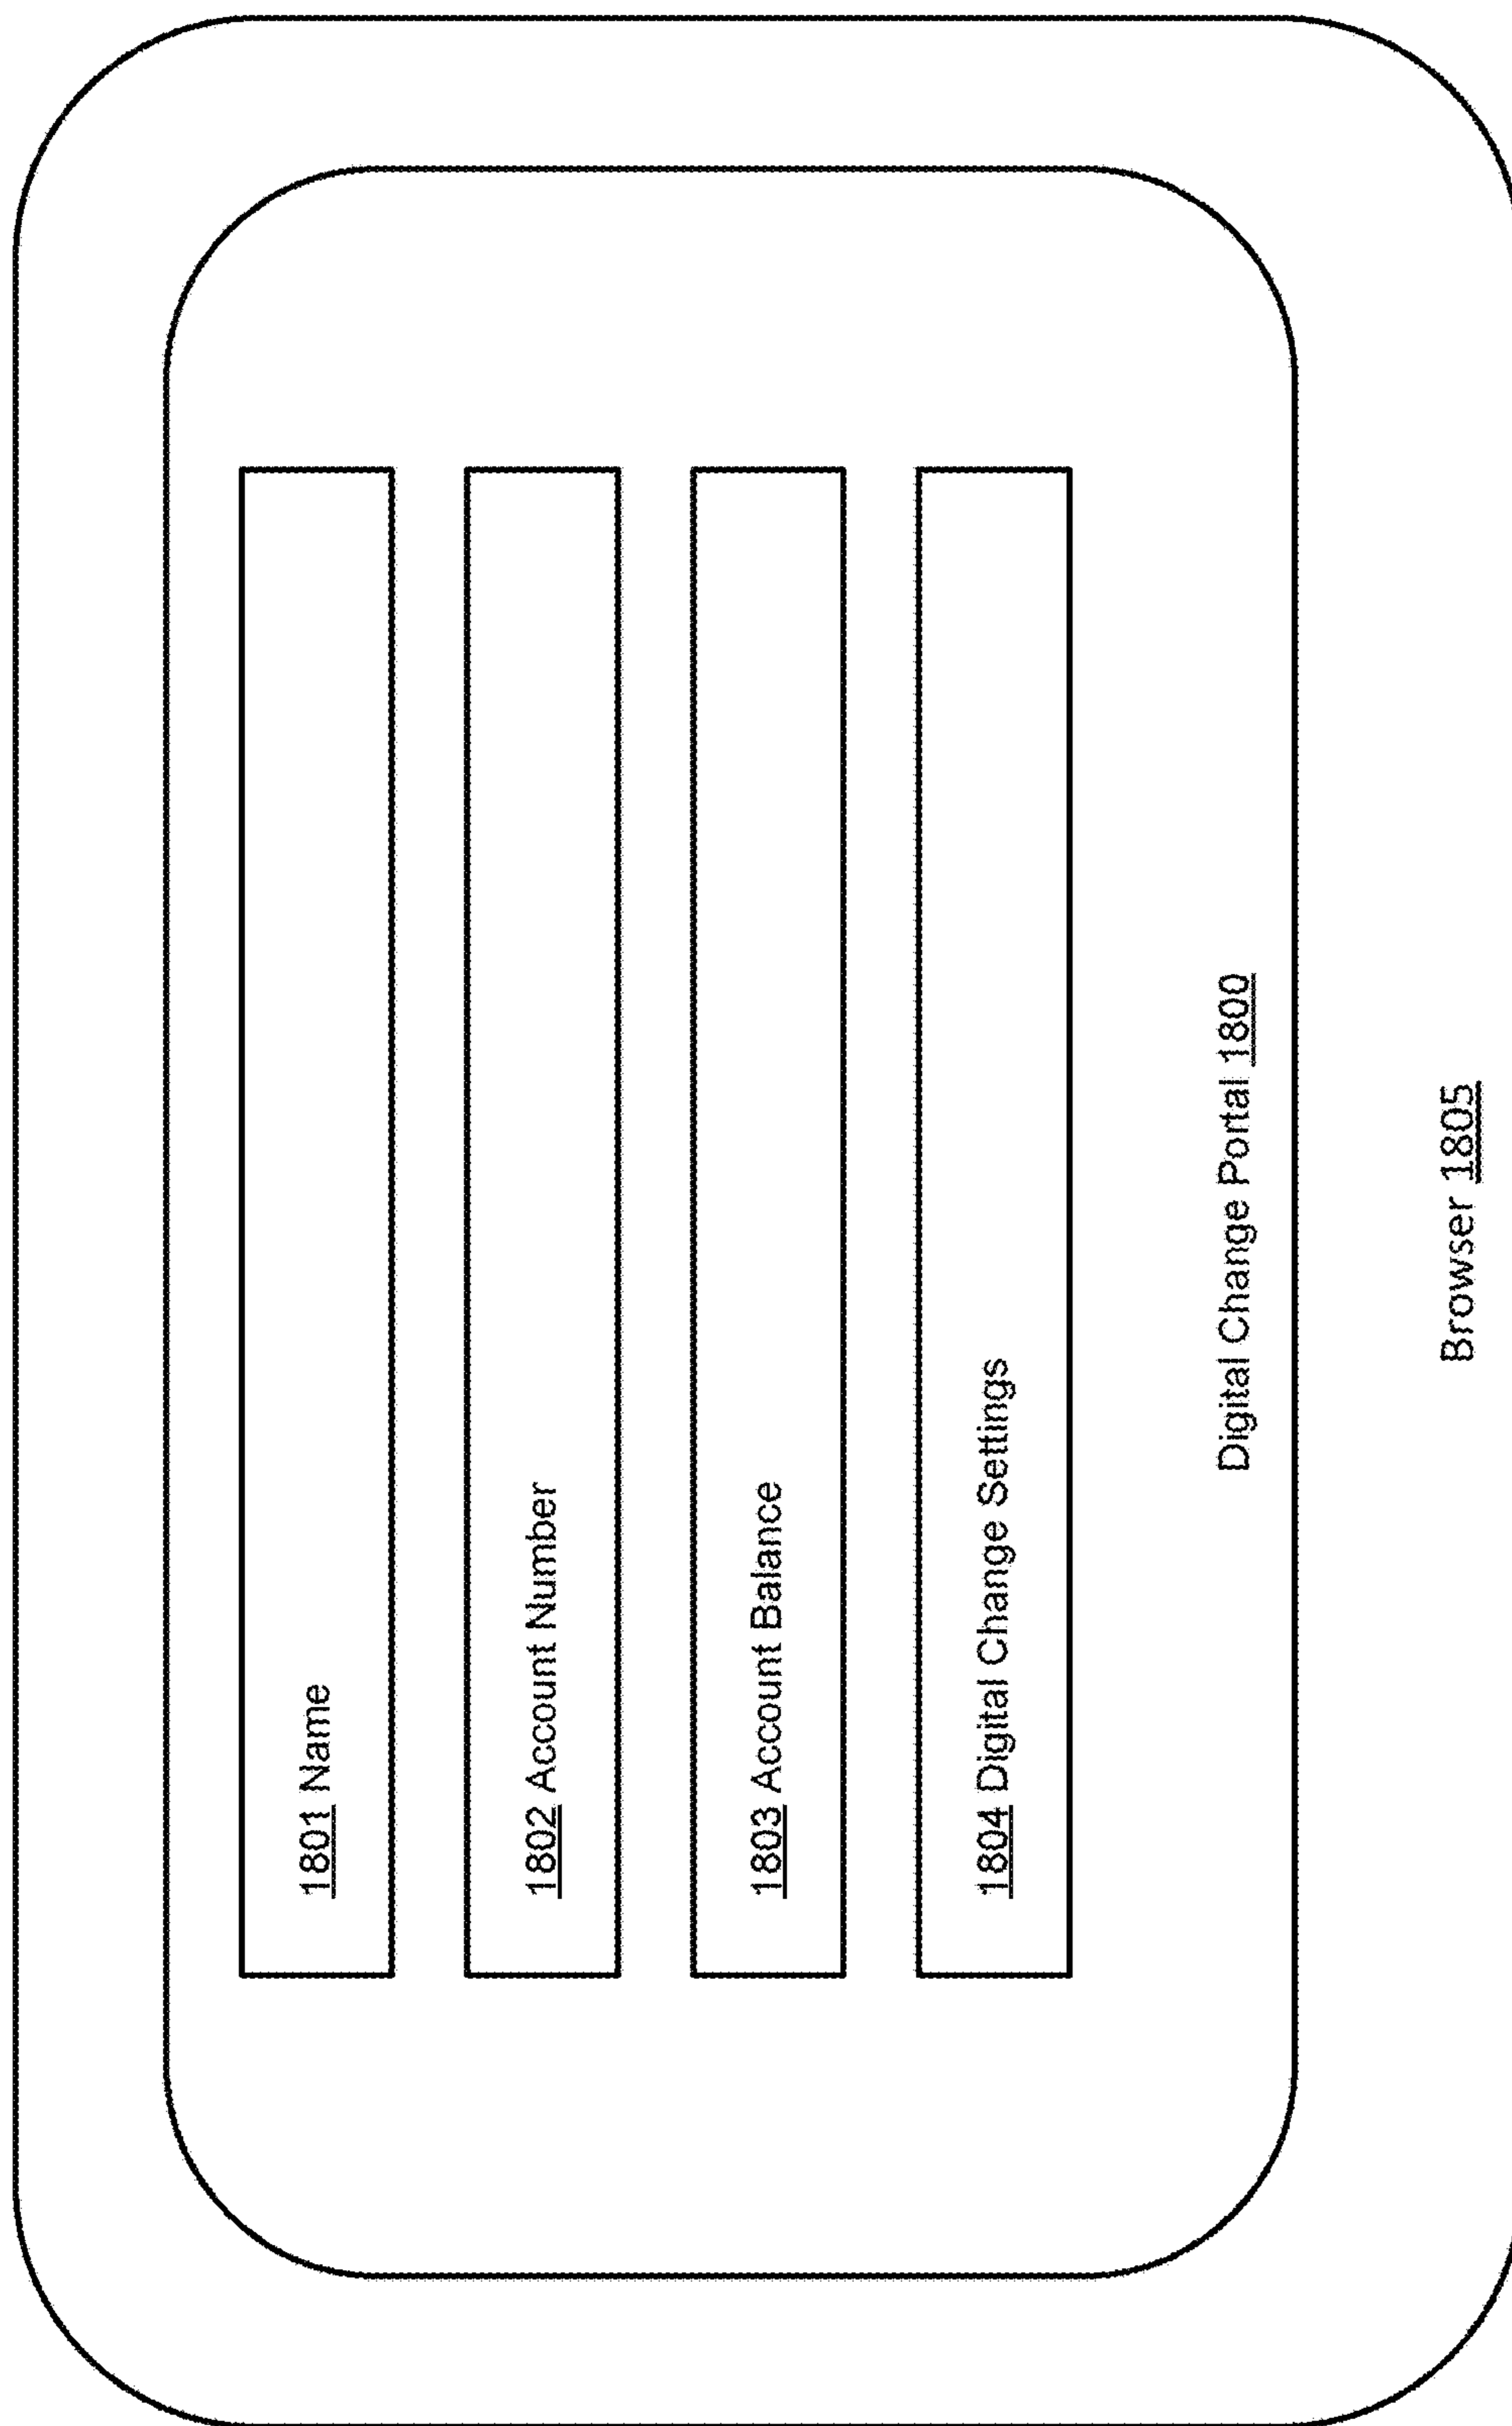 1801 Name
1802 Account Number
1803 Account Balance
1804 Digital Change Settings
Digital Change Portal 1800
Browser 1805